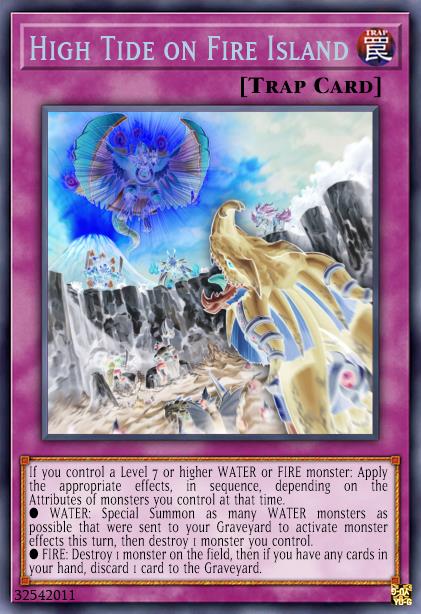 High Tide on Fire Island
TRAP
罠
[Trap Card]
If you control a Level 7 or higher WATER or FIRE monster: Apply
the appropriate effects, in sequence, depending on the
Attributes of monsters you control at that time.
● WATER: Special Summon as many WATER monsters as
possible that were sent to your Graveyard to activate monster
effects this turn, then destroy 1 monster you control.
● FIRE: Destroy 1 monster on the field, then if you have any cards in
your hand, discard 1 card to the Graveyard.
32542011